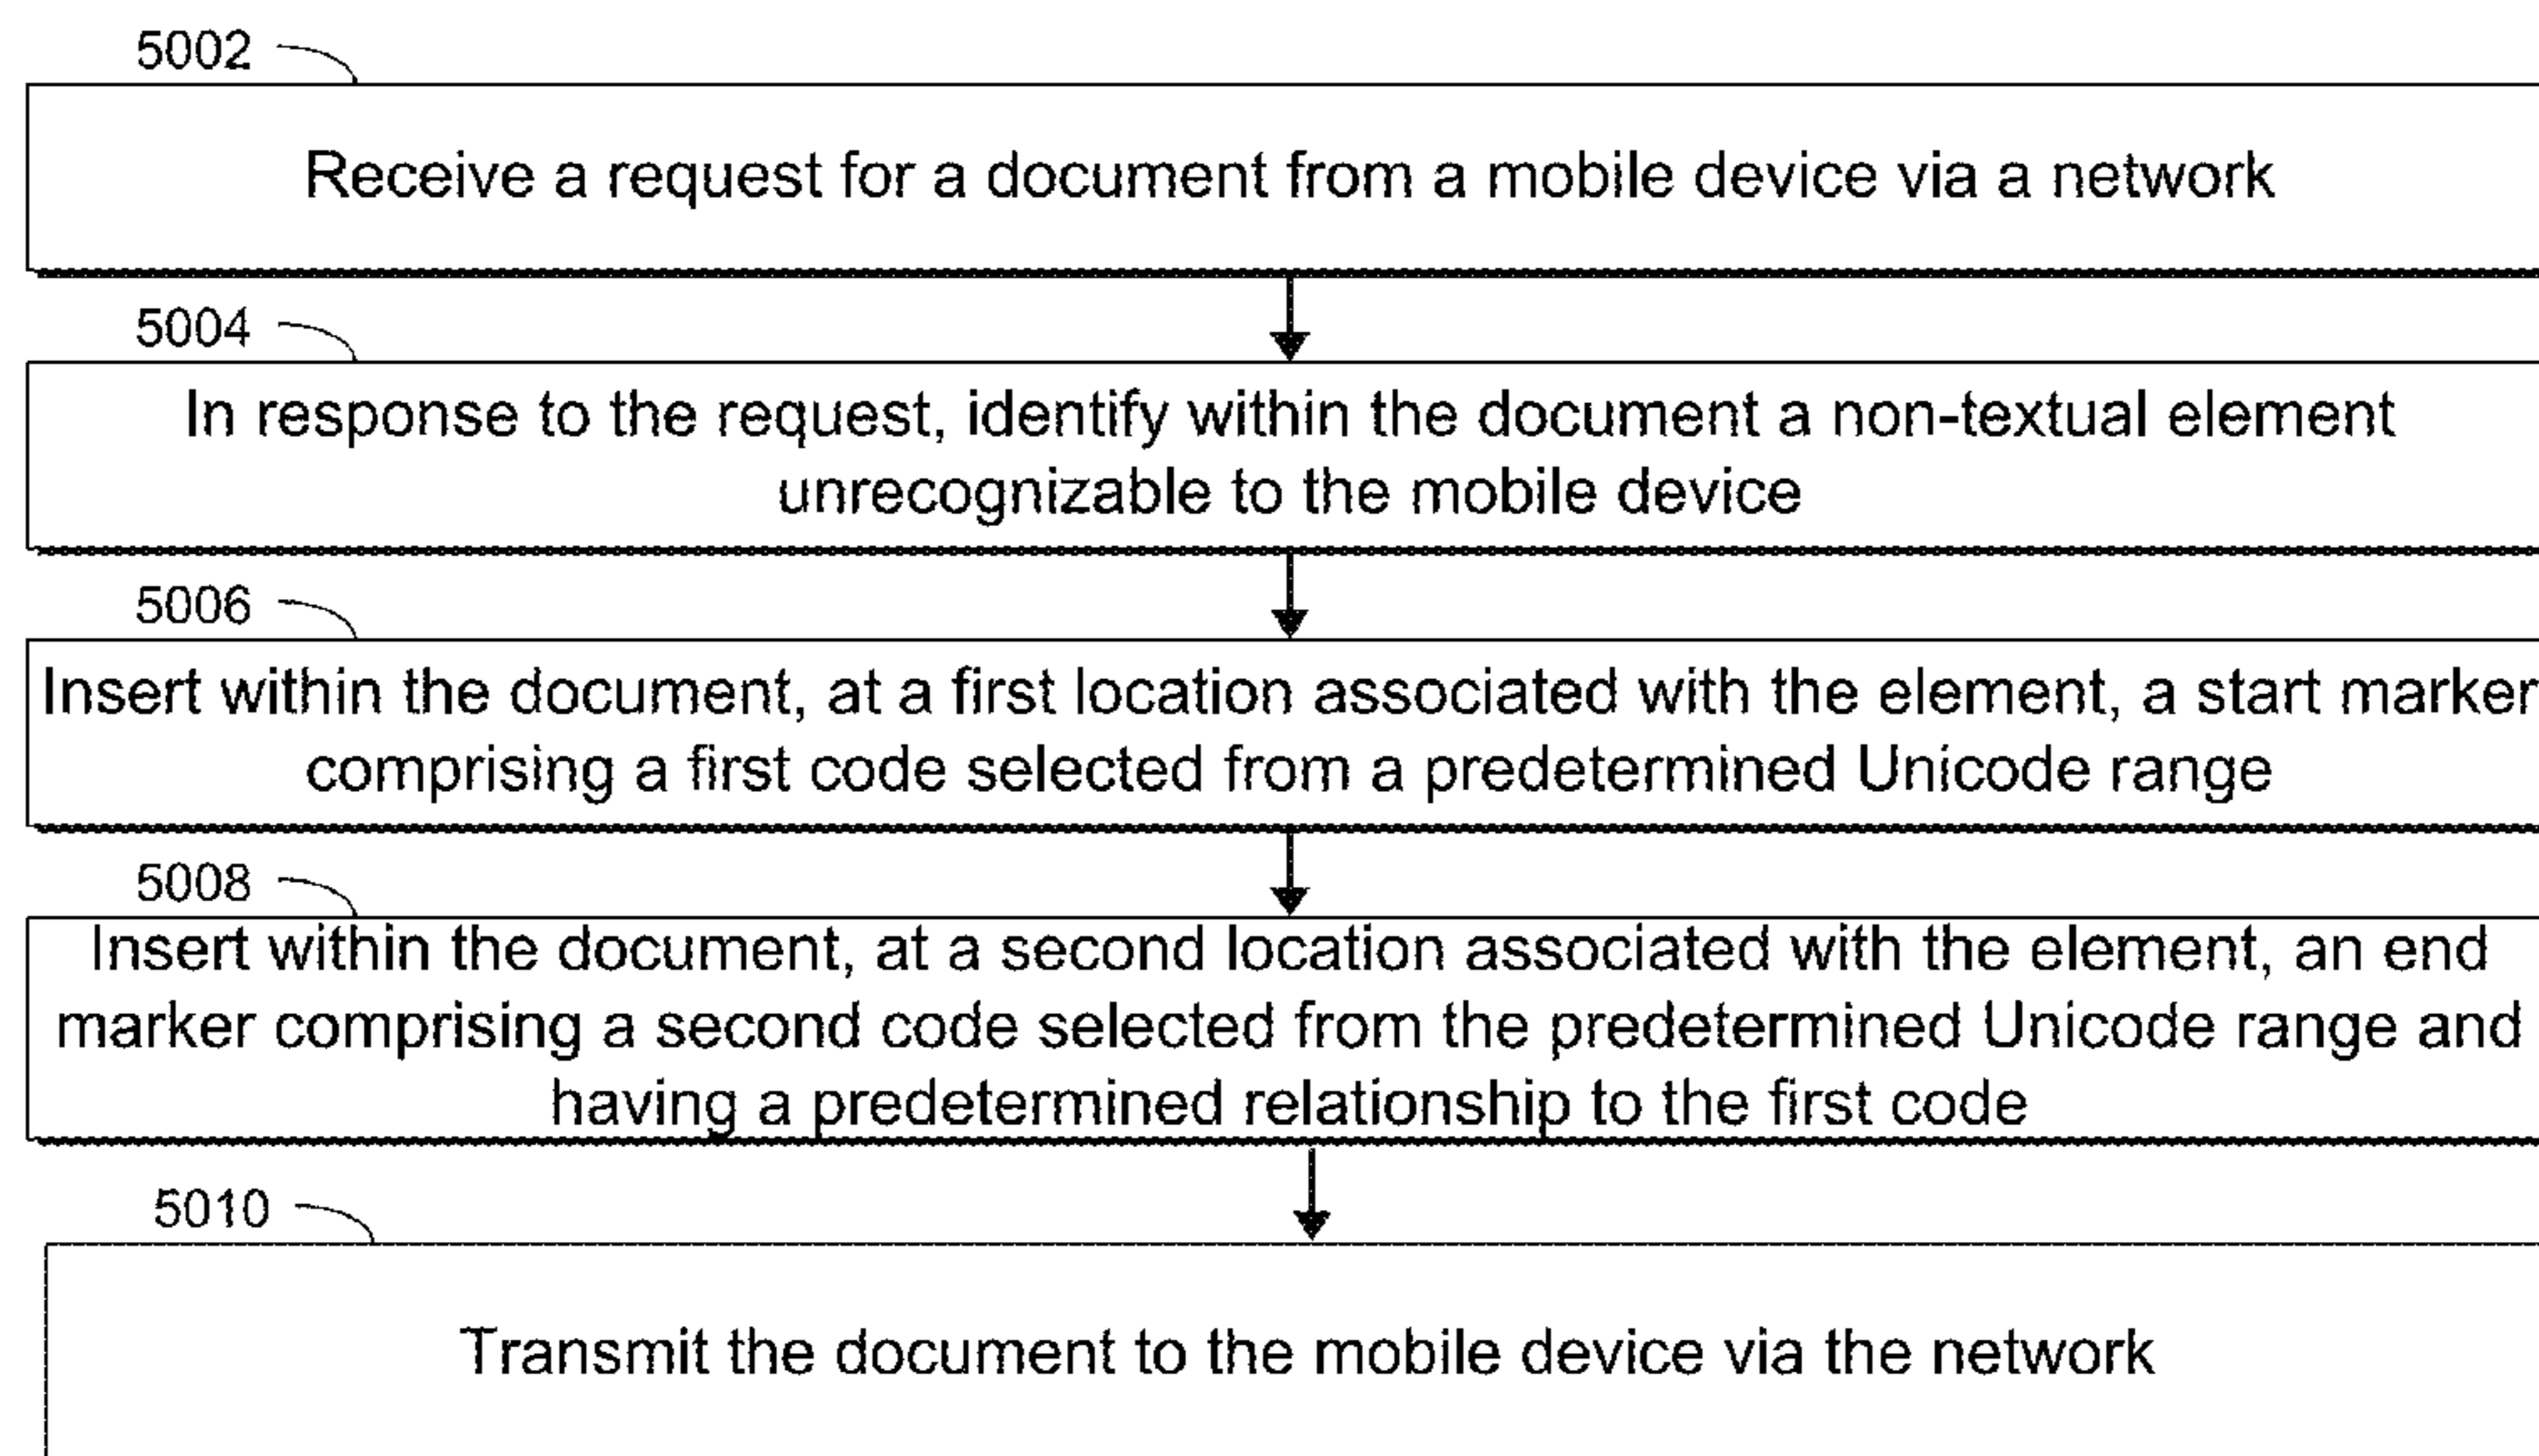 5002
Receive a request for a document from a mobile device via a network
5004
In response to the request, identify within the document a non-textual element
unrecognizable to the mobile device
5006
Insert within the document, at a first location associated with the element, a start marker
comprising a first code selected from a predetermined Unicode range
5008
Insert within the document, at a second location associated with the element, an end
marker comprising a second code selected from the predetermined Unicode range and
having a predetermined relationship to the first code
5010
Transmit the document to the mobile device via the network